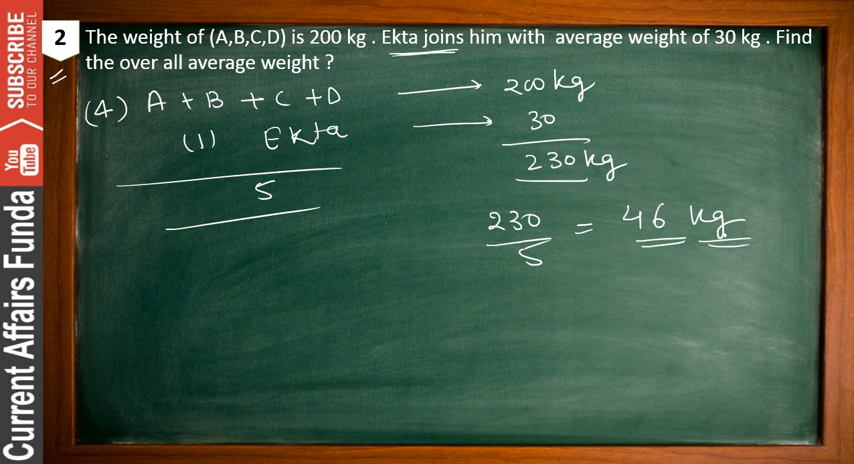 SUBSCRIBE
TO OUR CHANNEL
You
Tube
Current Affairs Funda
2 The weight of (A,B,C,D) is 200 kg . Ekta joins him with average weight of 30 kg . Find
the over all average weight ?
(4) A + B + C + D → 200 kg
(1) Ekta → 30
5 230 kg
230/5 = 46 kg